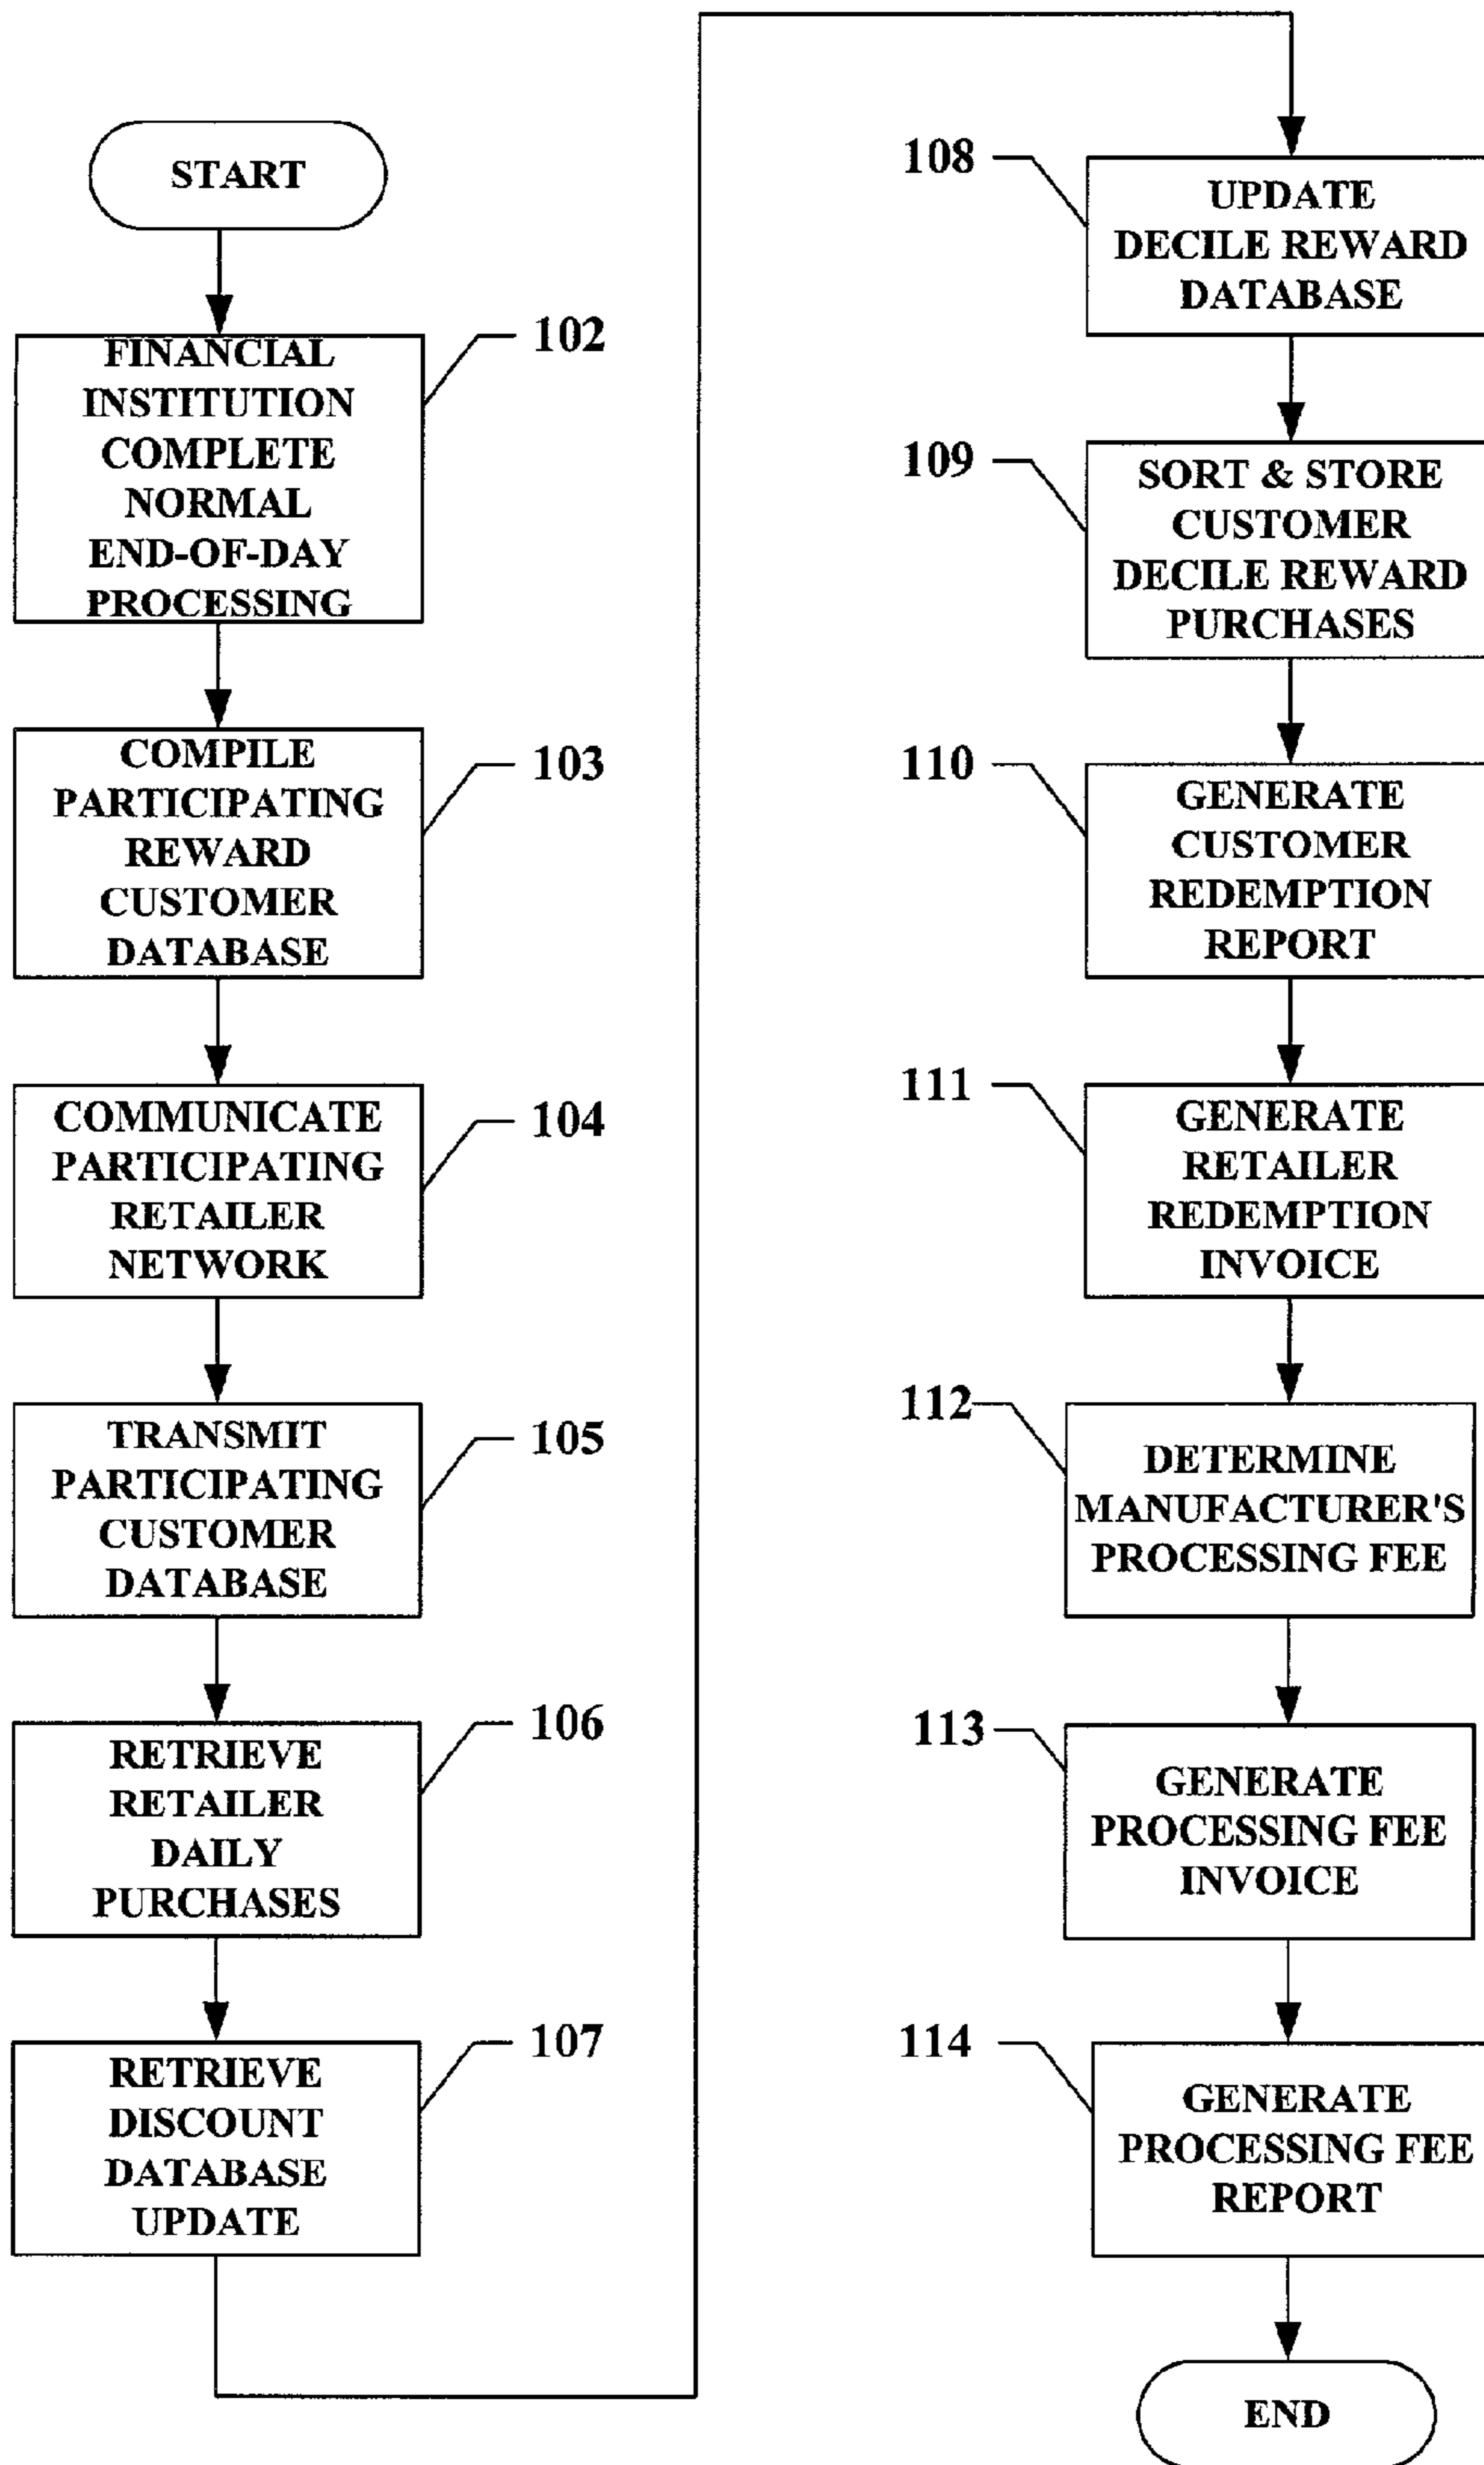 START
102
FINANCIAL
INSTITUTION
COMPLETE
NORMAL
END-OF-DAY
PROCESSING
103
COMPILE
PARTICIPATING
REWARD
CUSTOMER
DATABASE
104
COMMUNICATE
PARTICIPATING
RETAILER
NETWORK
105
TRANSMIT
PARTICIPATING
CUSTOMER
DATABASE
106
RETRIEVE
RETAILER
DAILY
PURCHASES
107
RETRIEVE
DISCOUNT
DATABASE
UPDATE
108
UPDATE
DECILE REWARD
DATABASE
109
SORT & STORE
CUSTOMER
DECILE REWARD
PURCHASES
110
GENERATE
CUSTOMER
REDEMPTION
REPORT
111
GENERATE
RETAILER
REDEMPTION
INVOICE
112
DETERMINE
MANUFACTURER'S
PROCESSING FEE
113
GENERATE
PROCESSING FEE
INVOICE
114
GENERATE
PROCESSING FEE
REPORT
END